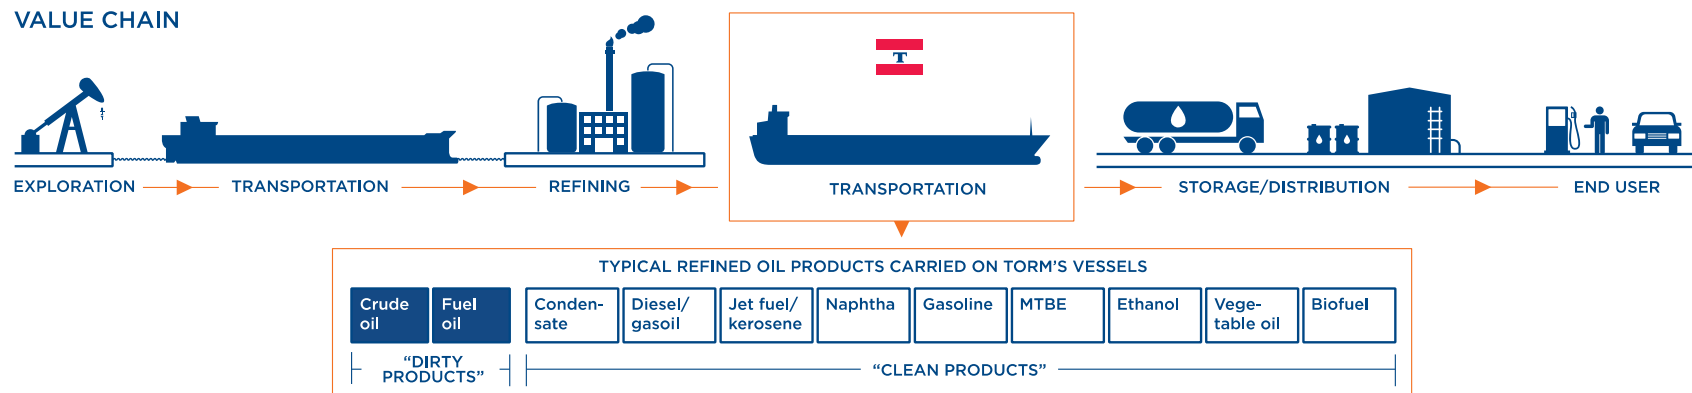 VALUE CHAIN
T
EXPLORATION
TRANSPORTATION
REFINING
TRANSPORTATION
STORAGE/DISTRIBUTION
END USER
TYPICAL REFINED OIL PRODUCTS CARRIED ON TORM'S VESSELS
Crude
oil
Fuel
oil
Conden-
sate
Diesel/
gasoil
Jet fuel/
kerosene
Naphtha
Gasoline
MTBE
Ethanol
Vege-
table oil
Biofuel
“DIRTY
PRODUCTS”
“CLEAN PRODUCTS”